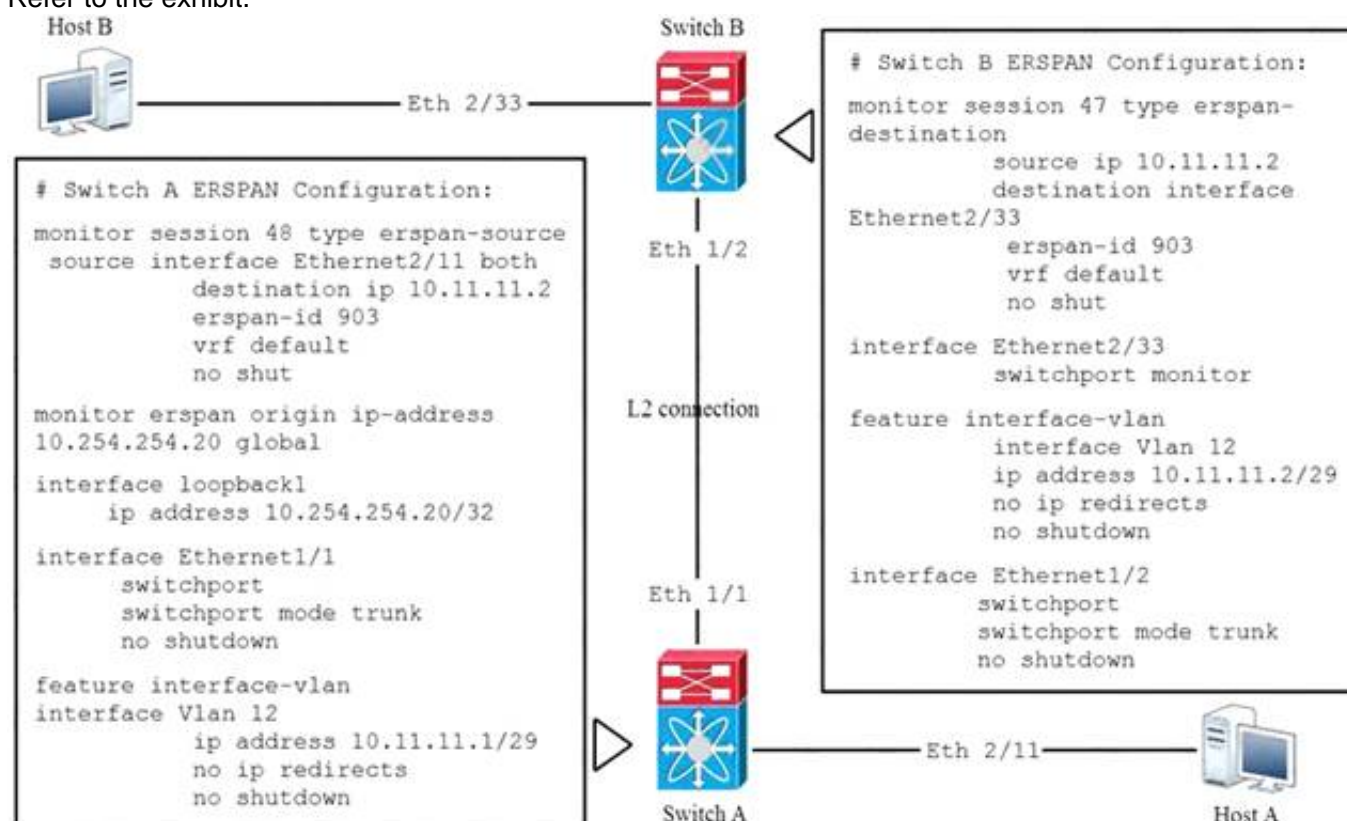 Refer to the exhibit.
Host B
Switch B
Eth 2/33
# Switch B ERSPAN Configuration:
monitor session 47 type erspan-
destination
source ip 10.11.11.2
destination interface
Ethernet2/33
erspan-id 903
vrf default
no shut
interface Ethernet2/33
switchport monitor
feature interface-vlan
interface Vlan 12
ip address 10.11.11.2/29
no ip redirects
no shutdown
interface Ethernet1/2
switchport
switchport mode trunk
no shutdown
# Switch A ERSPAN Configuration:
monitor session 48 type erspan-source
source interface Ethernet2/11 both
destination ip 10.11.11.2
erspan-id 903
vrf default
no shut
monitor erspan origin ip-address
10.254.254.20 global
interface loopback1
ip address 10.254.254.20/32
interface Ethernet1/1
switchport
switchport mode trunk
no shutdown
feature interface-vlan
interface Vlan 12
ip address 10.11.11.1/29
no ip redirects
no shutdown
Eth 1/2
L2 connection
Eth 1/1
Eth 2/11
Switch A
Host A